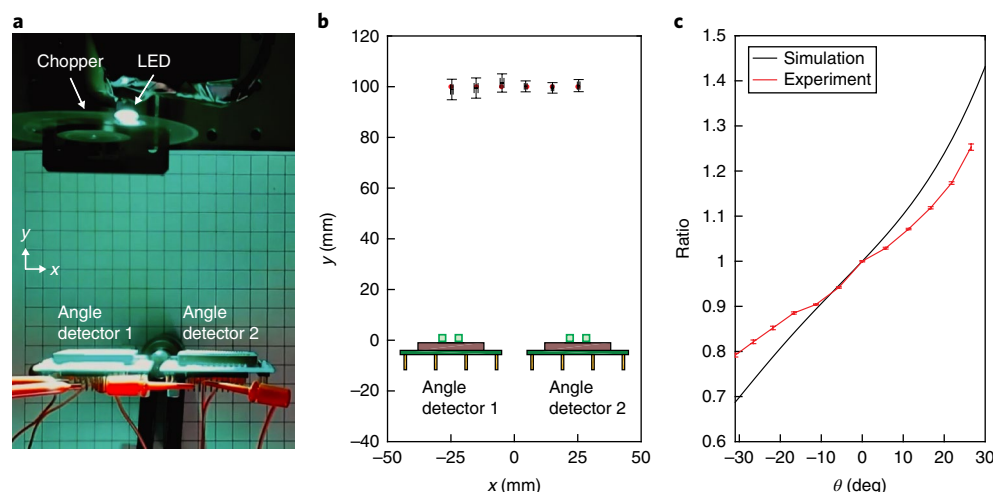 a
Chopper
LED
y
x
Angle
detector 1
Angle
detector 2
b
120
100
80
60
40
20
0
−20
−40
−50
−25
0
25
50
y (mm)
x (mm)
Angle
detector 1
Angle
detector 2
c
1.5
1.4
1.3
1.2
1.1
1.0
0.9
0.8
0.7
0.6
−30
−20
−10
0
10
20
30
Ratio
θ (deg)
Simulation
Experiment